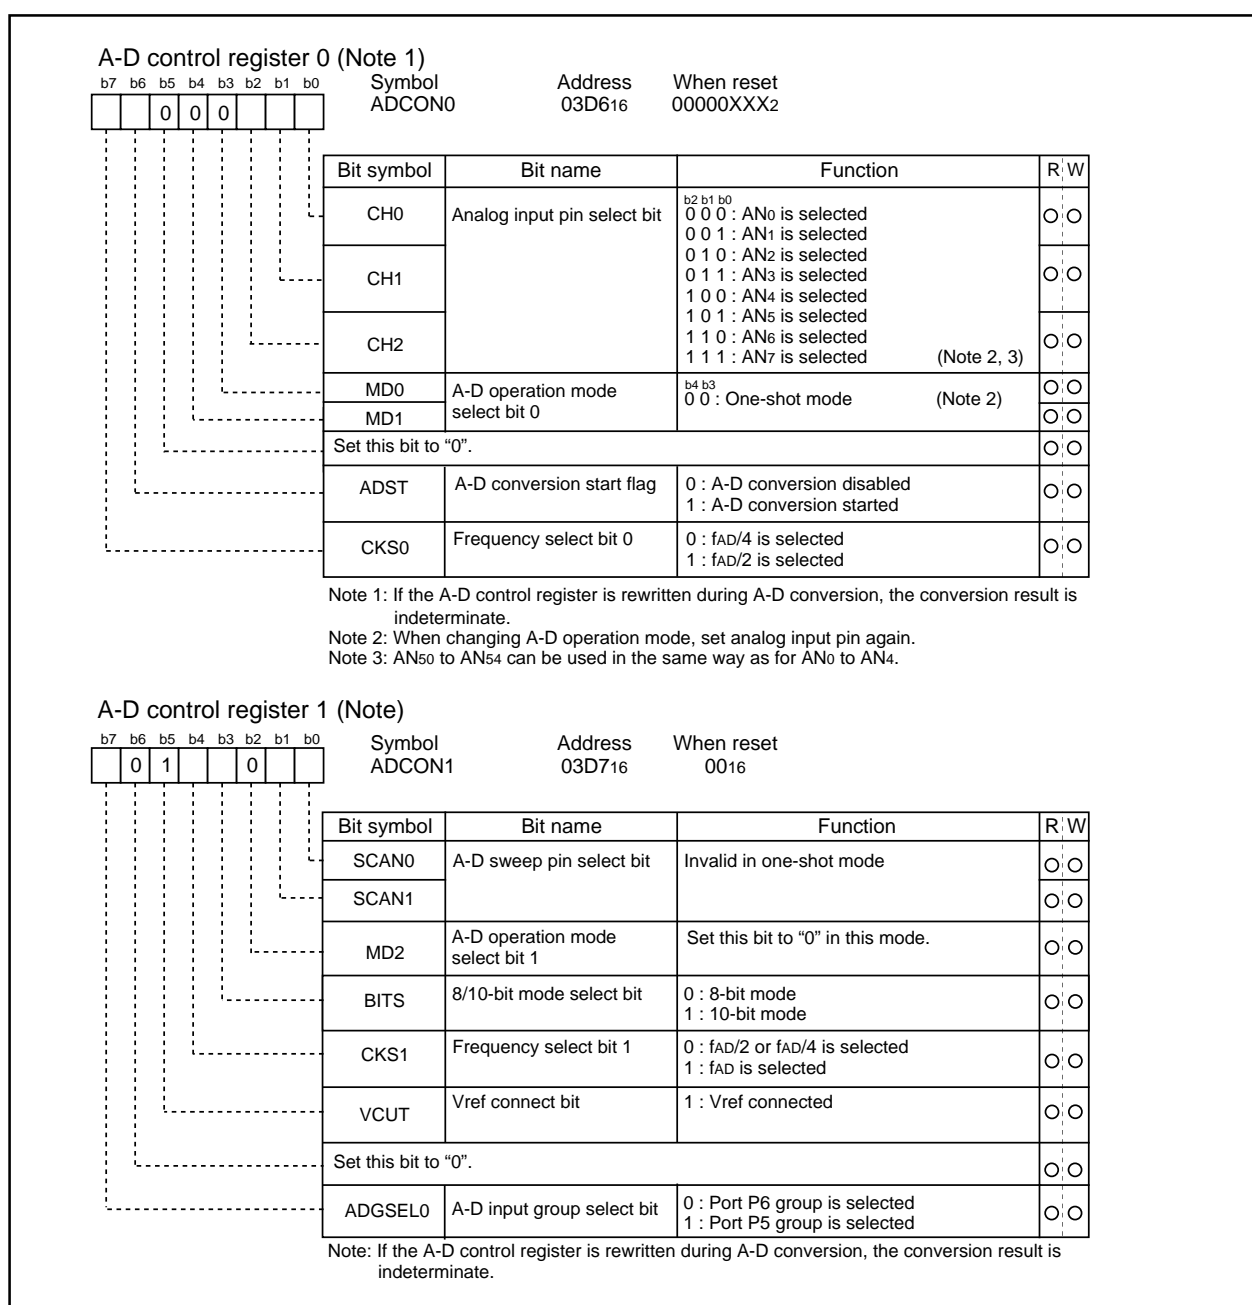 A-D control register 0 (Note 1)
b7 b6 b5 b4 b3 b2 b1 b0
0 0 0
Symbol Address When reset
ADCON0 03D616 00000XXX2
Bit symbol Bit name Function R W
CH0 Analog input pin select bit
b2 b1 b0
0 0 0 : AN0 is selected
0 0 1 : AN1 is selected
0 1 0 : AN2 is selected
CH1
0 1 1 : AN3 is selected
1 0 0 : AN4 is selected
1 0 1 : AN5 is selected
CH2
1 1 0 : AN6 is selected
1 1 1 : AN7 is selected (Note 2, 3)
MD0 A-D operation mode
select bit 0
b4 b3
0 0 : One-shot mode (Note 2)
MD1
Set this bit to “0”.
ADST A-D conversion start flag 0 : A-D conversion disabled
1 : A-D conversion started
CKS0 Frequency select bit 0 0 : fAD/4 is selected
1 : fAD/2 is selected
Note 1: If the A-D control register is rewritten during A-D conversion, the conversion result is
indeterminate.
Note 2: When changing A-D operation mode, set analog input pin again.
Note 3: AN50 to AN54 can be used in the same way as for AN0 to AN4.
A-D control register 1 (Note)
b7 b6 b5 b4 b3 b2 b1 b0
0 1 0
Symbol Address When reset
ADCON1 03D716 0016
Bit symbol Bit name Function R W
SCAN0 A-D sweep pin select bit Invalid in one-shot mode
SCAN1
MD2 A-D operation mode
select bit 1
Set this bit to “0” in this mode.
BITS 8/10-bit mode select bit 0 : 8-bit mode
1 : 10-bit mode
CKS1 Frequency select bit 1 0 : fAD/2 or fAD/4 is selected
1 : fAD is selected
VCUT Vref connect bit 1 : Vref connected
Set this bit to “0”.
ADGSEL0 A-D input group select bit 0 : Port P6 group is selected
1 : Port P5 group is selected
Note: If the A-D control register is rewritten during A-D conversion, the conversion result is
indeterminate.